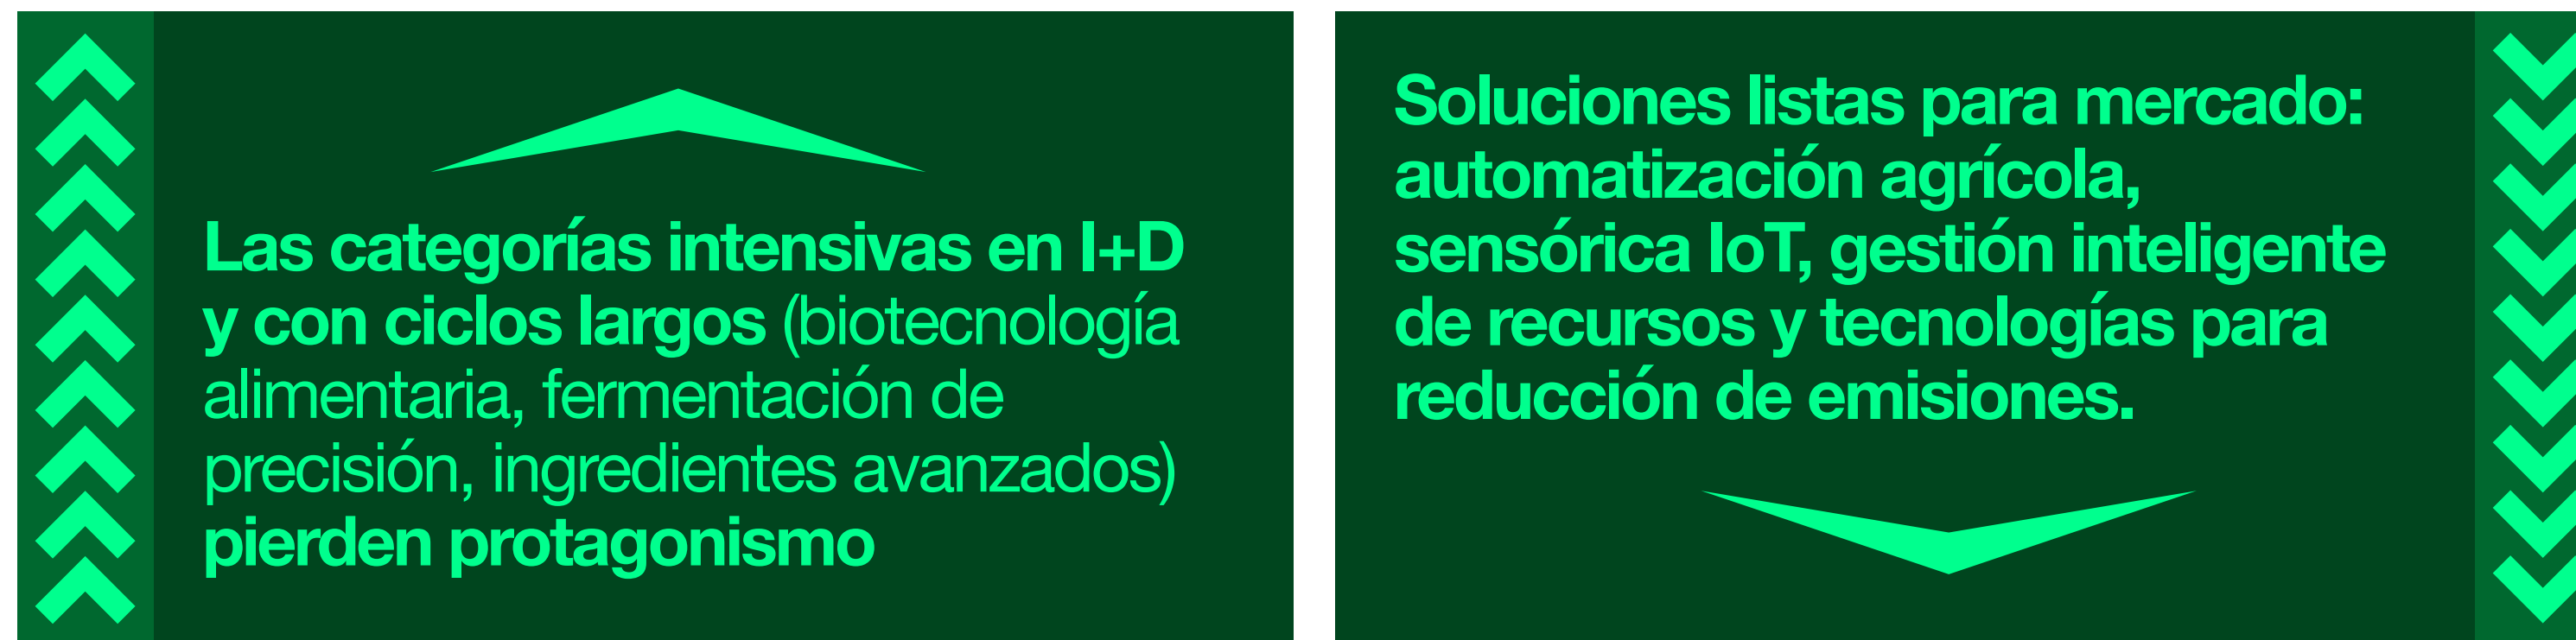 Las categorías intensivas en I+D
y con ciclos largos (biotecnología
alimentaria, fermentación de
precisión, ingredientes avanzados)
pierden protagonismo
Soluciones listas para mercado:
automatización agrícola,
sensórica IoT, gestión inteligente
de recursos y tecnologías para
reducción de emisiones.